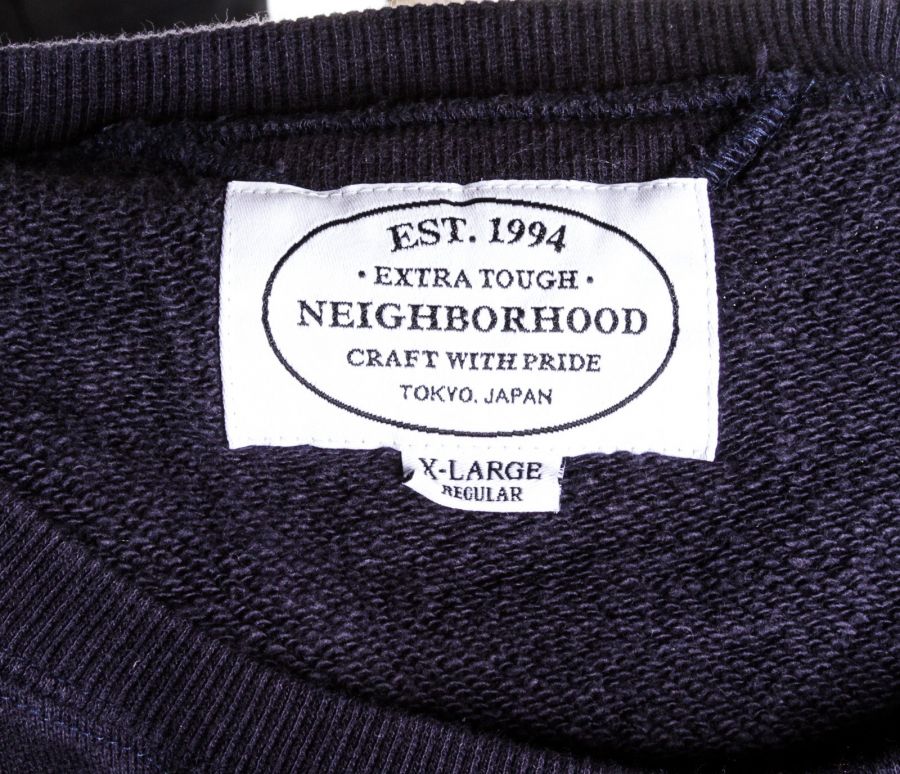 EST. 1994
· EXTRA TOUGH ·
NEIGHBORHOOD
CRAFT WITH PRIDE
TOKYO, JAPAN
X-LARGE
REGULAR